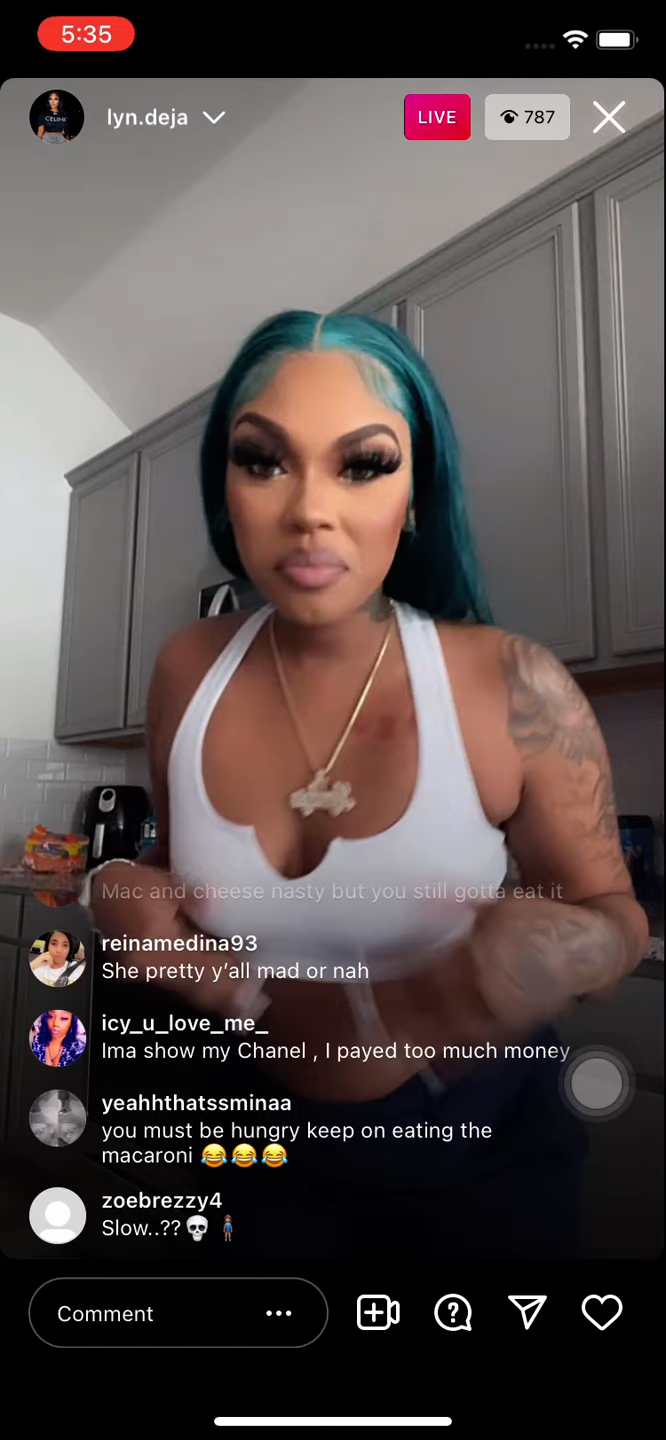 5:35
lyn.deja
LIVE
787
Mac and cheese nasty but you still gotta eat it
reinamedina93
She pretty y'all mad or nah
icy_u_love_me_
Ima show my Chanel , I payed too much money
yeahhthatssminaa
you must be hungry keep on eating the
macaroni 😂😂😂
zoebrezzy4
Slow..??💀🧍🏾‍♀️
Comment